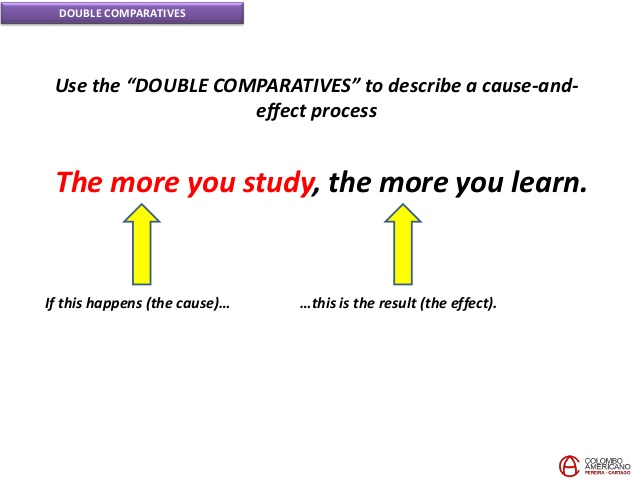 DOUBLE COMPARATIVES
Use the “DOUBLE COMPARATIVES” to describe a cause-and-
effect process
The more you study, the more you learn.
If this happens (the cause)… …this is the result (the effect).
COLOMBO
AMERICANO
PEREIRA - CARTAGO